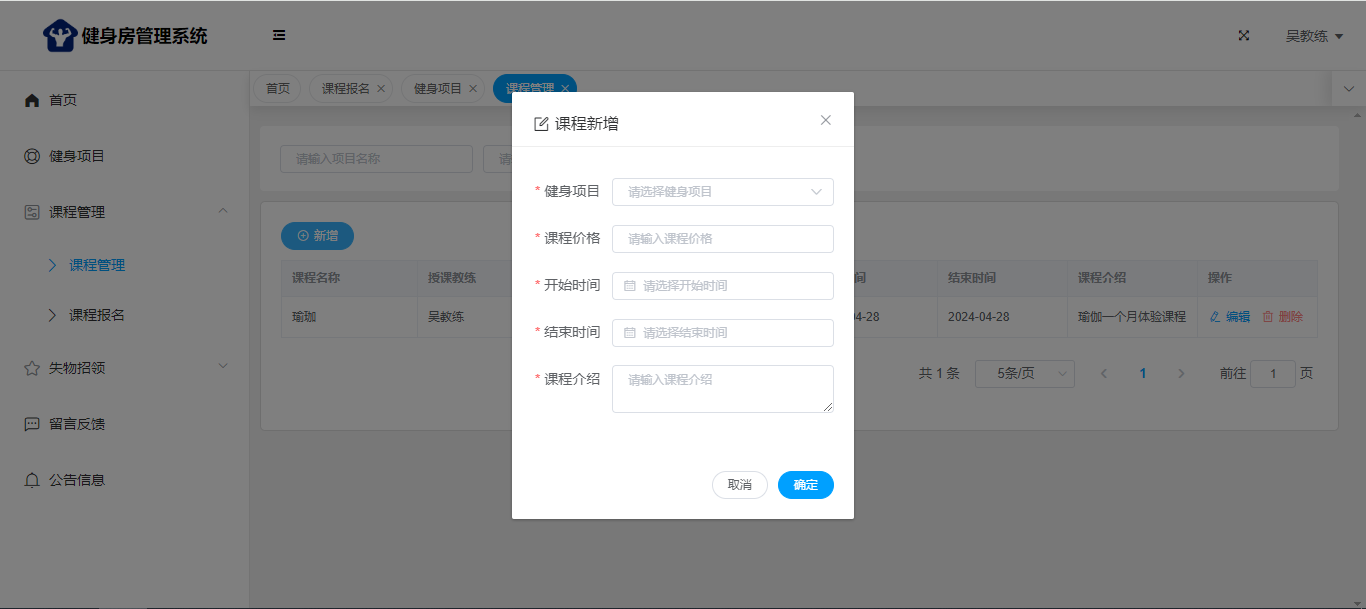 健身房管理系统
吴教练
首页
健身项目
课程管理
课程管理
课程报名
失物招领
留言反馈
公告信息
首页 课程报名 健身项目 课程管理
请输入项目名称 请
新增
课程名称 授课教练 间 结束时间 课程介绍 操作
瑜珈 吴教练 4-28 2024-04-28 瑜伽一个月体验课程 编辑 删除
共 1 条 5条/页 1 前往 1 页
课程新增
* 健身项目 请选择健身项目
* 课程价格 请输入课程价格
* 开始时间 请选择开始时间
* 结束时间 请选择结束时间
* 课程介绍 请输入课程介绍
取消 确定